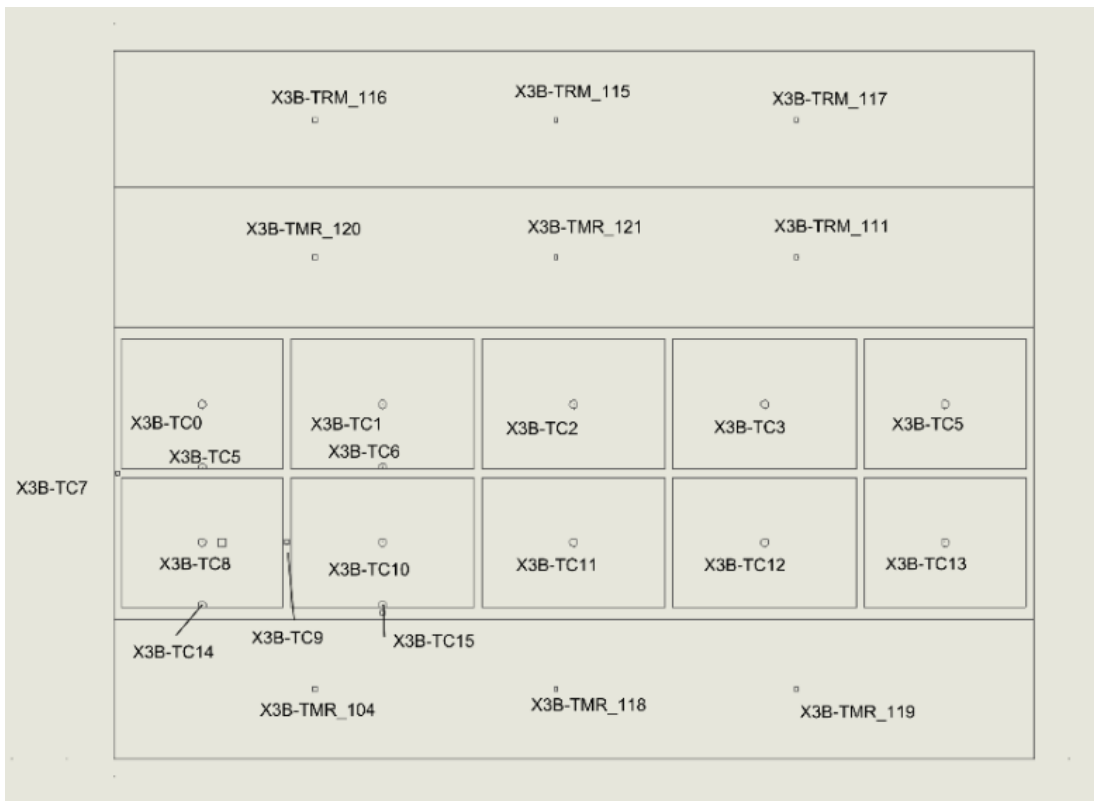 X3B-TRM_116
X3B-TRM_115
X3B-TRM_117
X3B-TMR_120
X3B-TMR_121
X3B-TRM_111
X3B-TC0
X3B-TC1
X3B-TC2
X3B-TC3
X3B-TC5
X3B-TC5
X3B-TC6
X3B-TC7
X3B-TC8
X3B-TC10
X3B-TC11
X3B-TC12
X3B-TC13
X3B-TC14
X3B-TC9
X3B-TC15
X3B-TMR_104
X3B-TMR_118
X3B-TMR_119